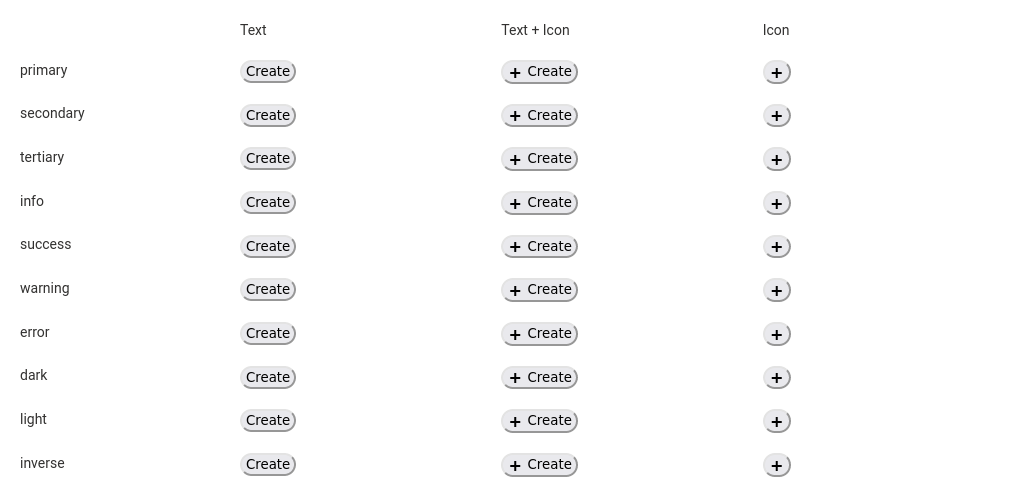 Text Text + Icon Icon
primary Create + Create +
secondary Create + Create +
tertiary Create + Create +
info Create + Create +
success Create + Create +
warning Create + Create +
error Create + Create +
dark Create + Create +
light Create + Create +
inverse Create + Create +